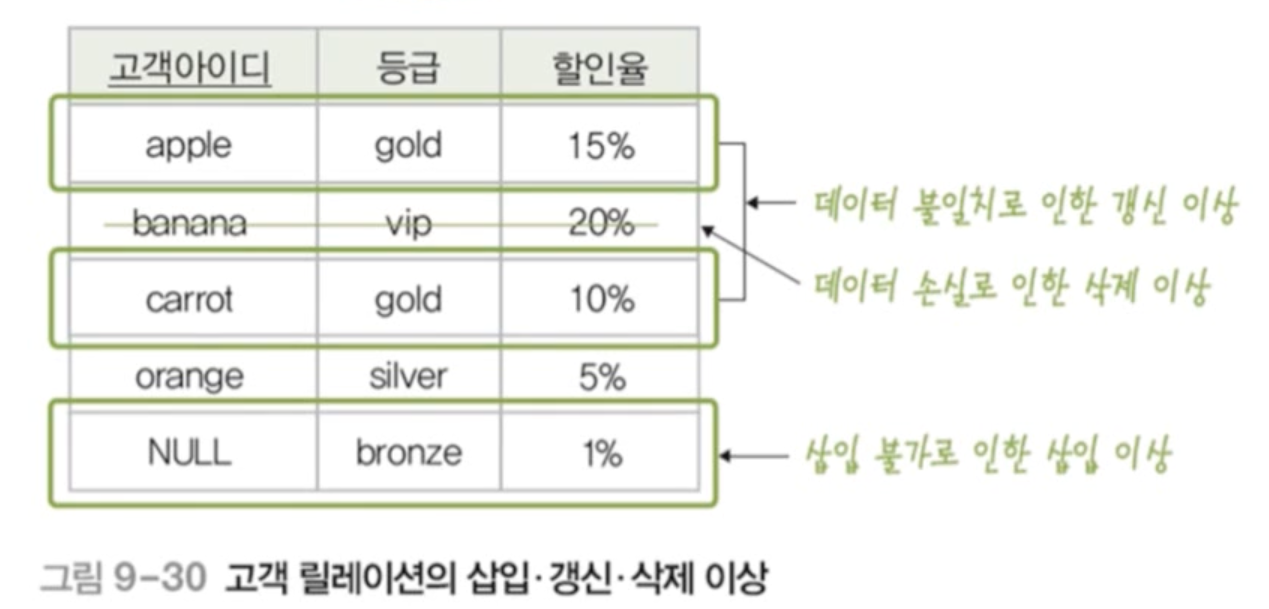 고객아이디 등급 할인율
apple gold 15%
데이터 불일치로 인한 갱신 이상
banana vip 20%
데이터 손실로 인한 삭제 이상
carrot gold 10%
orange silver 5%
NULL bronze 1%
삽입 불가로 인한 삽입 이상
그림 9-30 고객 릴레이션의 삽입·갱신·삭제 이상